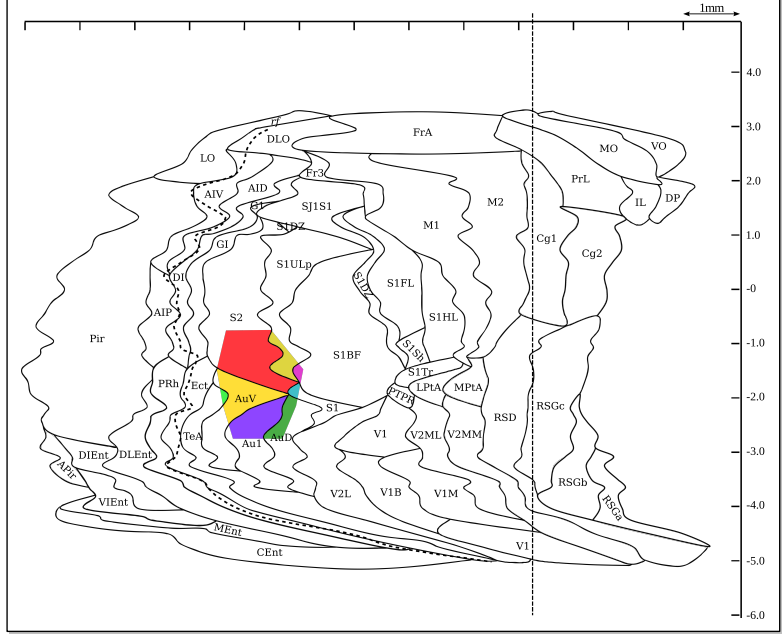 1mm
4.0
rf
3.0
FrA
DLO
MO
VO
LO
Fr3
PrL
2.0
AIV
AID
M2
IL
DP
G1
SJ1S1
S1DZ
M1
1.0
GI
Cg1
Cg2
S1ULp
DI
S1DZ
S1FL
-0
AIP
S2
S1HL
Pir
-1.0
S1BF
S1Sh
S1Tr
PRh
Ect
LPtA
MPtA
PTPR
AuV
-2.0
S1
RSGc
RSD
TeA
Au1
AuD
V1
V2ML
V2MM
DIEnt
DLEnt
-3.0
APir
RSGb
VIEnt
V2L
V1B
V1M
RSGa
-4.0
MEnt
V1
CEnt
-5.0
-6.0